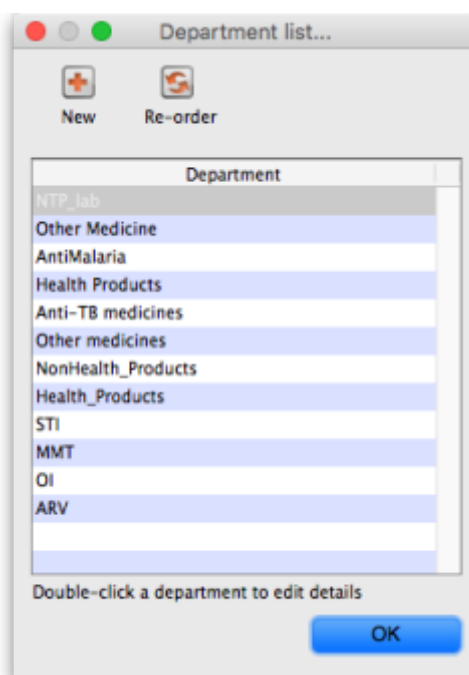 Department list...
New Re-order
Department
NTP_lab
Other Medicine
AntiMalaria
Health Products
Anti-TB medicines
Other medicines
NonHealth_Products
Health_Products
STI
MMT
OI
ARV
Double-click a department to edit details
OK